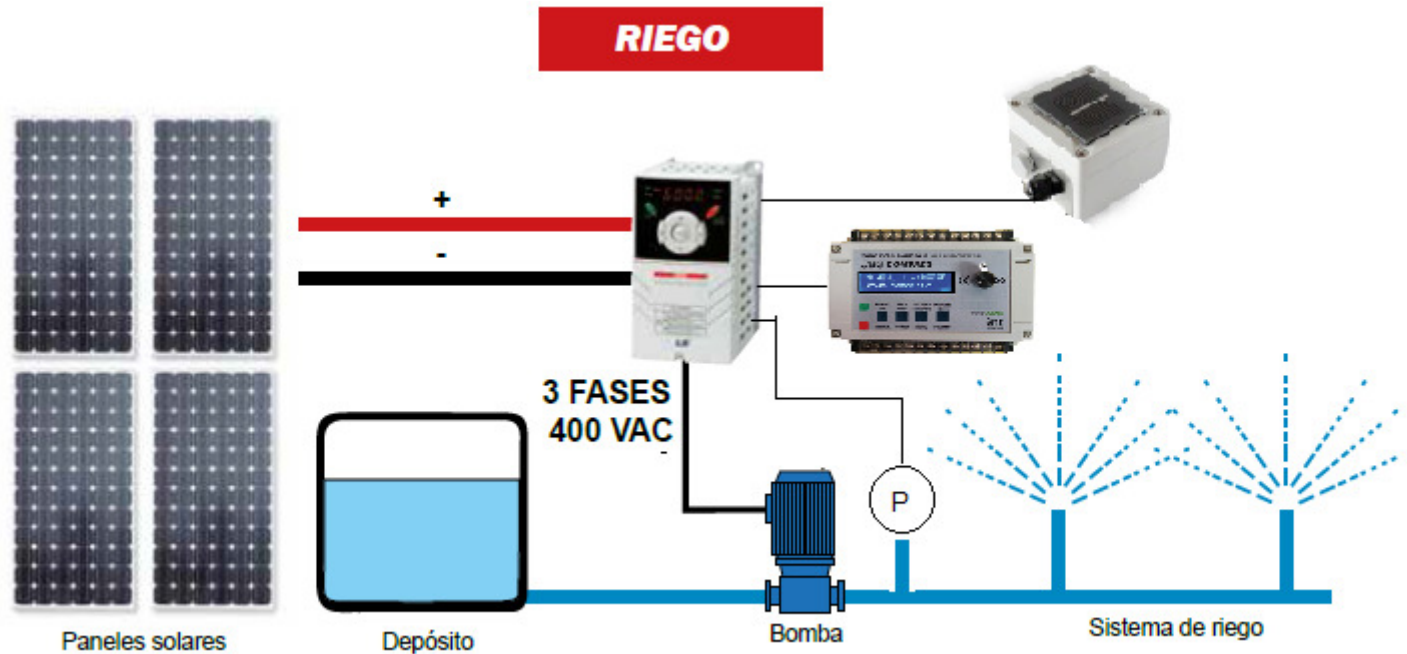 RIEGO
+
-
3 FASES
400 VAC
-
P
Paneles solares
Depósito
Bomba
Sistema de riego